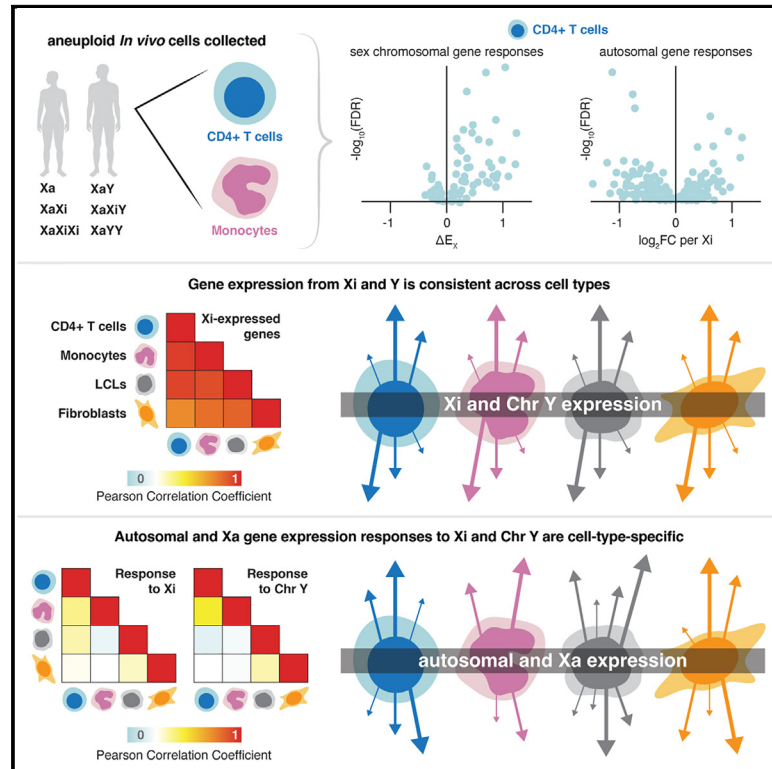 aneuploid In vivo cells collected
Xa XaY
XaXi XaXiY
XaXiXi XaYY
CD4+ T cells
Monocytes
CD4+ T cells
sex chromosomal gene responses
autosomal gene responses
-log10(FDR)
-log10(FDR)
-1 0 1
-1 0 1
ΔEX
log2FC per Xi
Gene expression from Xi and Y is consistent across cell types
CD4+ T cells
Monocytes
LCLs
Fibroblasts
Xi-expressed
genes
0 1
Pearson Correlation Coefficient
Xi and Chr Y expression
Autosomal and Xa gene expression responses to Xi and Chr Y are cell-type-specific
Response
to Xi
Response
to Chr Y
0 1
Pearson Correlation Coefficient
autosomal and Xa expression